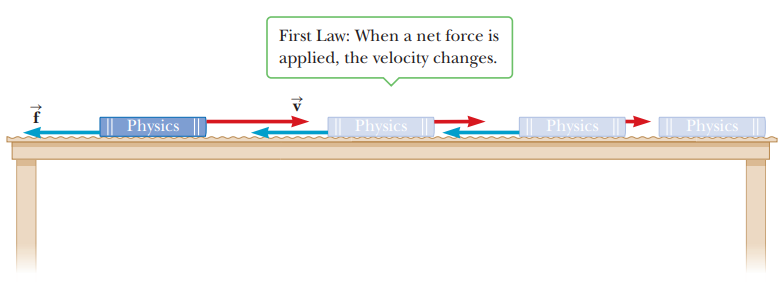 First Law: When a net force is
applied, the velocity changes.
f
v
Physics
Physics
Physics
Physics